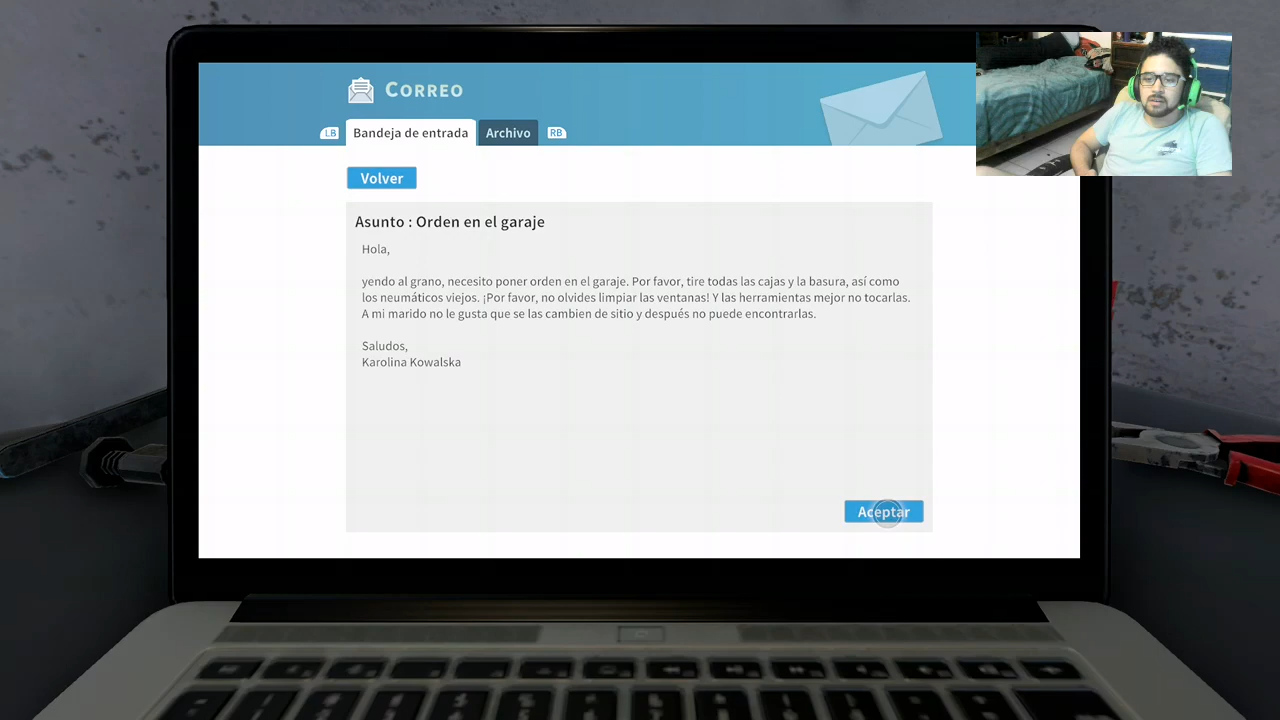 CORREO
LB Bandeja de entrada Archivo RB
Volver
Asunto : Orden en el garaje
Hola,
yendo al grano, necesito poner orden en el garaje. Por favor, tire todas las cajas y la basura, así como
los neumáticos viejos. ¡Por favor, no olvides limpiar las ventanas! Y las herramientas mejor no tocarlas.
A mi marido no le gusta que se las cambien de sitio y después no puede encontrarlas.
Saludos,
Karolina Kowalska
Aceptar